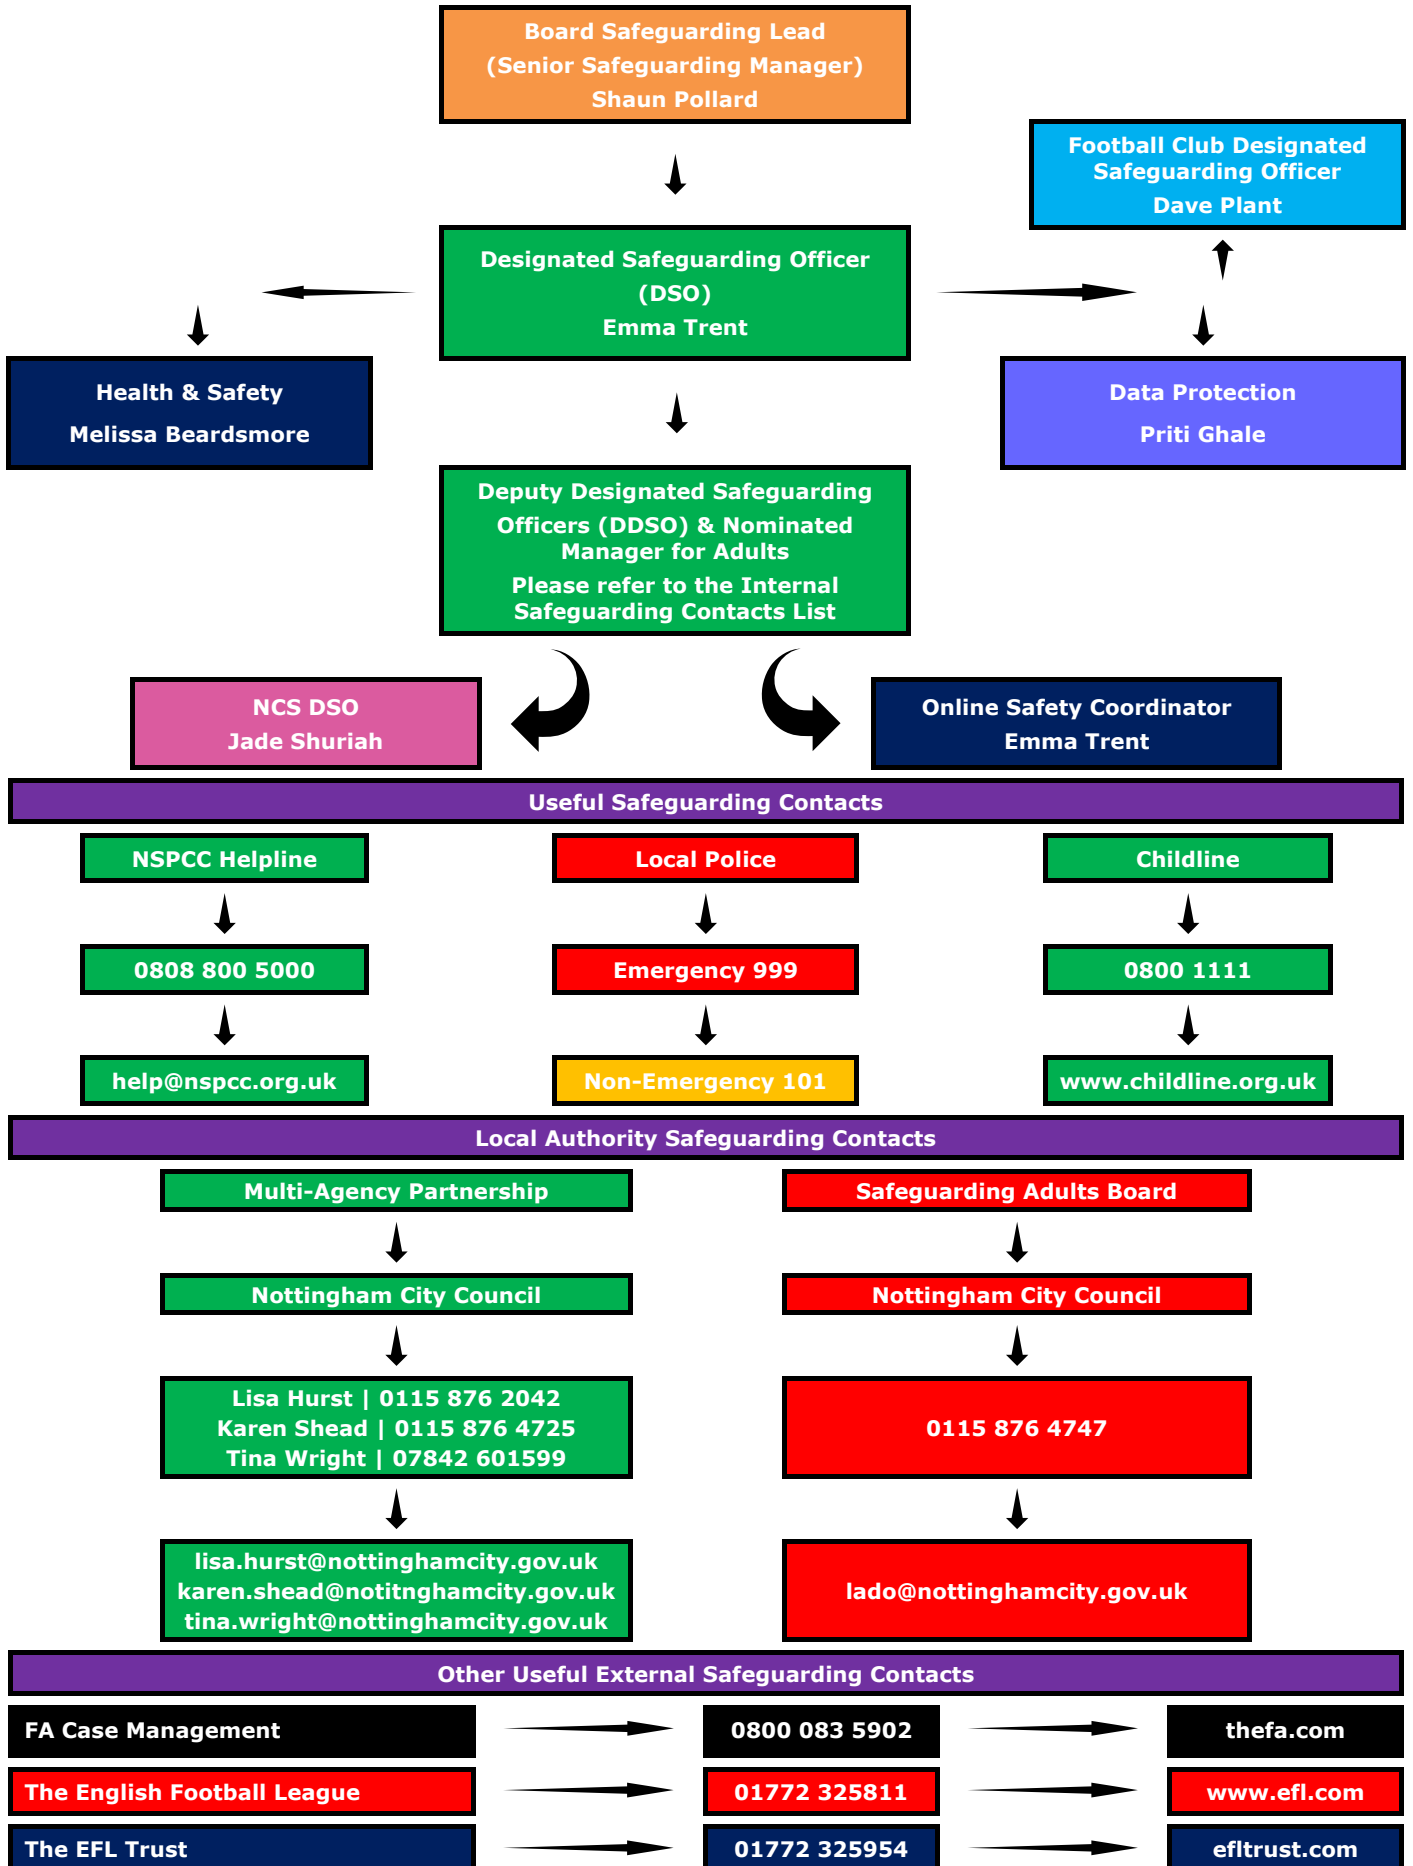 Board Safeguarding Lead
(Senior Safeguarding Manager)
Shaun Pollard
Football Club Designated
Safeguarding Officer
Dave Plant
Designated Safeguarding Officer
(DSO)
Emma Trent
Health & Safety
Melissa Beardsmore
Data Protection
Priti Ghale
Deputy Designated Safeguarding
Officers (DDSO) & Nominated
Manager for Adults
Please refer to the Internal
Safeguarding Contacts List
NCS DSO
Jade Shuriah
Online Safety Coordinator
Emma Trent
Useful Safeguarding Contacts
NSPCC Helpline
Local Police
Childline
0808 800 5000
Emergency 999
0800 1111
help@nspcc.org.uk
Non-Emergency 101
www.childline.org.uk
Local Authority Safeguarding Contacts
Multi-Agency Partnership
Safeguarding Adults Board
Nottingham City Council
Nottingham City Council
Lisa Hurst | 0115 876 2042
Karen Shead | 0115 876 4725
Tina Wright | 07842 601599
0115 876 4747
lisa.hurst@nottinghamcity.gov.uk
karen.shead@notitnghamcity.gov.uk
tina.wright@nottinghamcity.gov.uk
lado@nottinghamcity.gov.uk
Other Useful External Safeguarding Contacts
FA Case Management
0800 083 5902
thefa.com
The English Football League
01772 325811
www.efl.com
The EFL Trust
01772 325954
efltrust.com